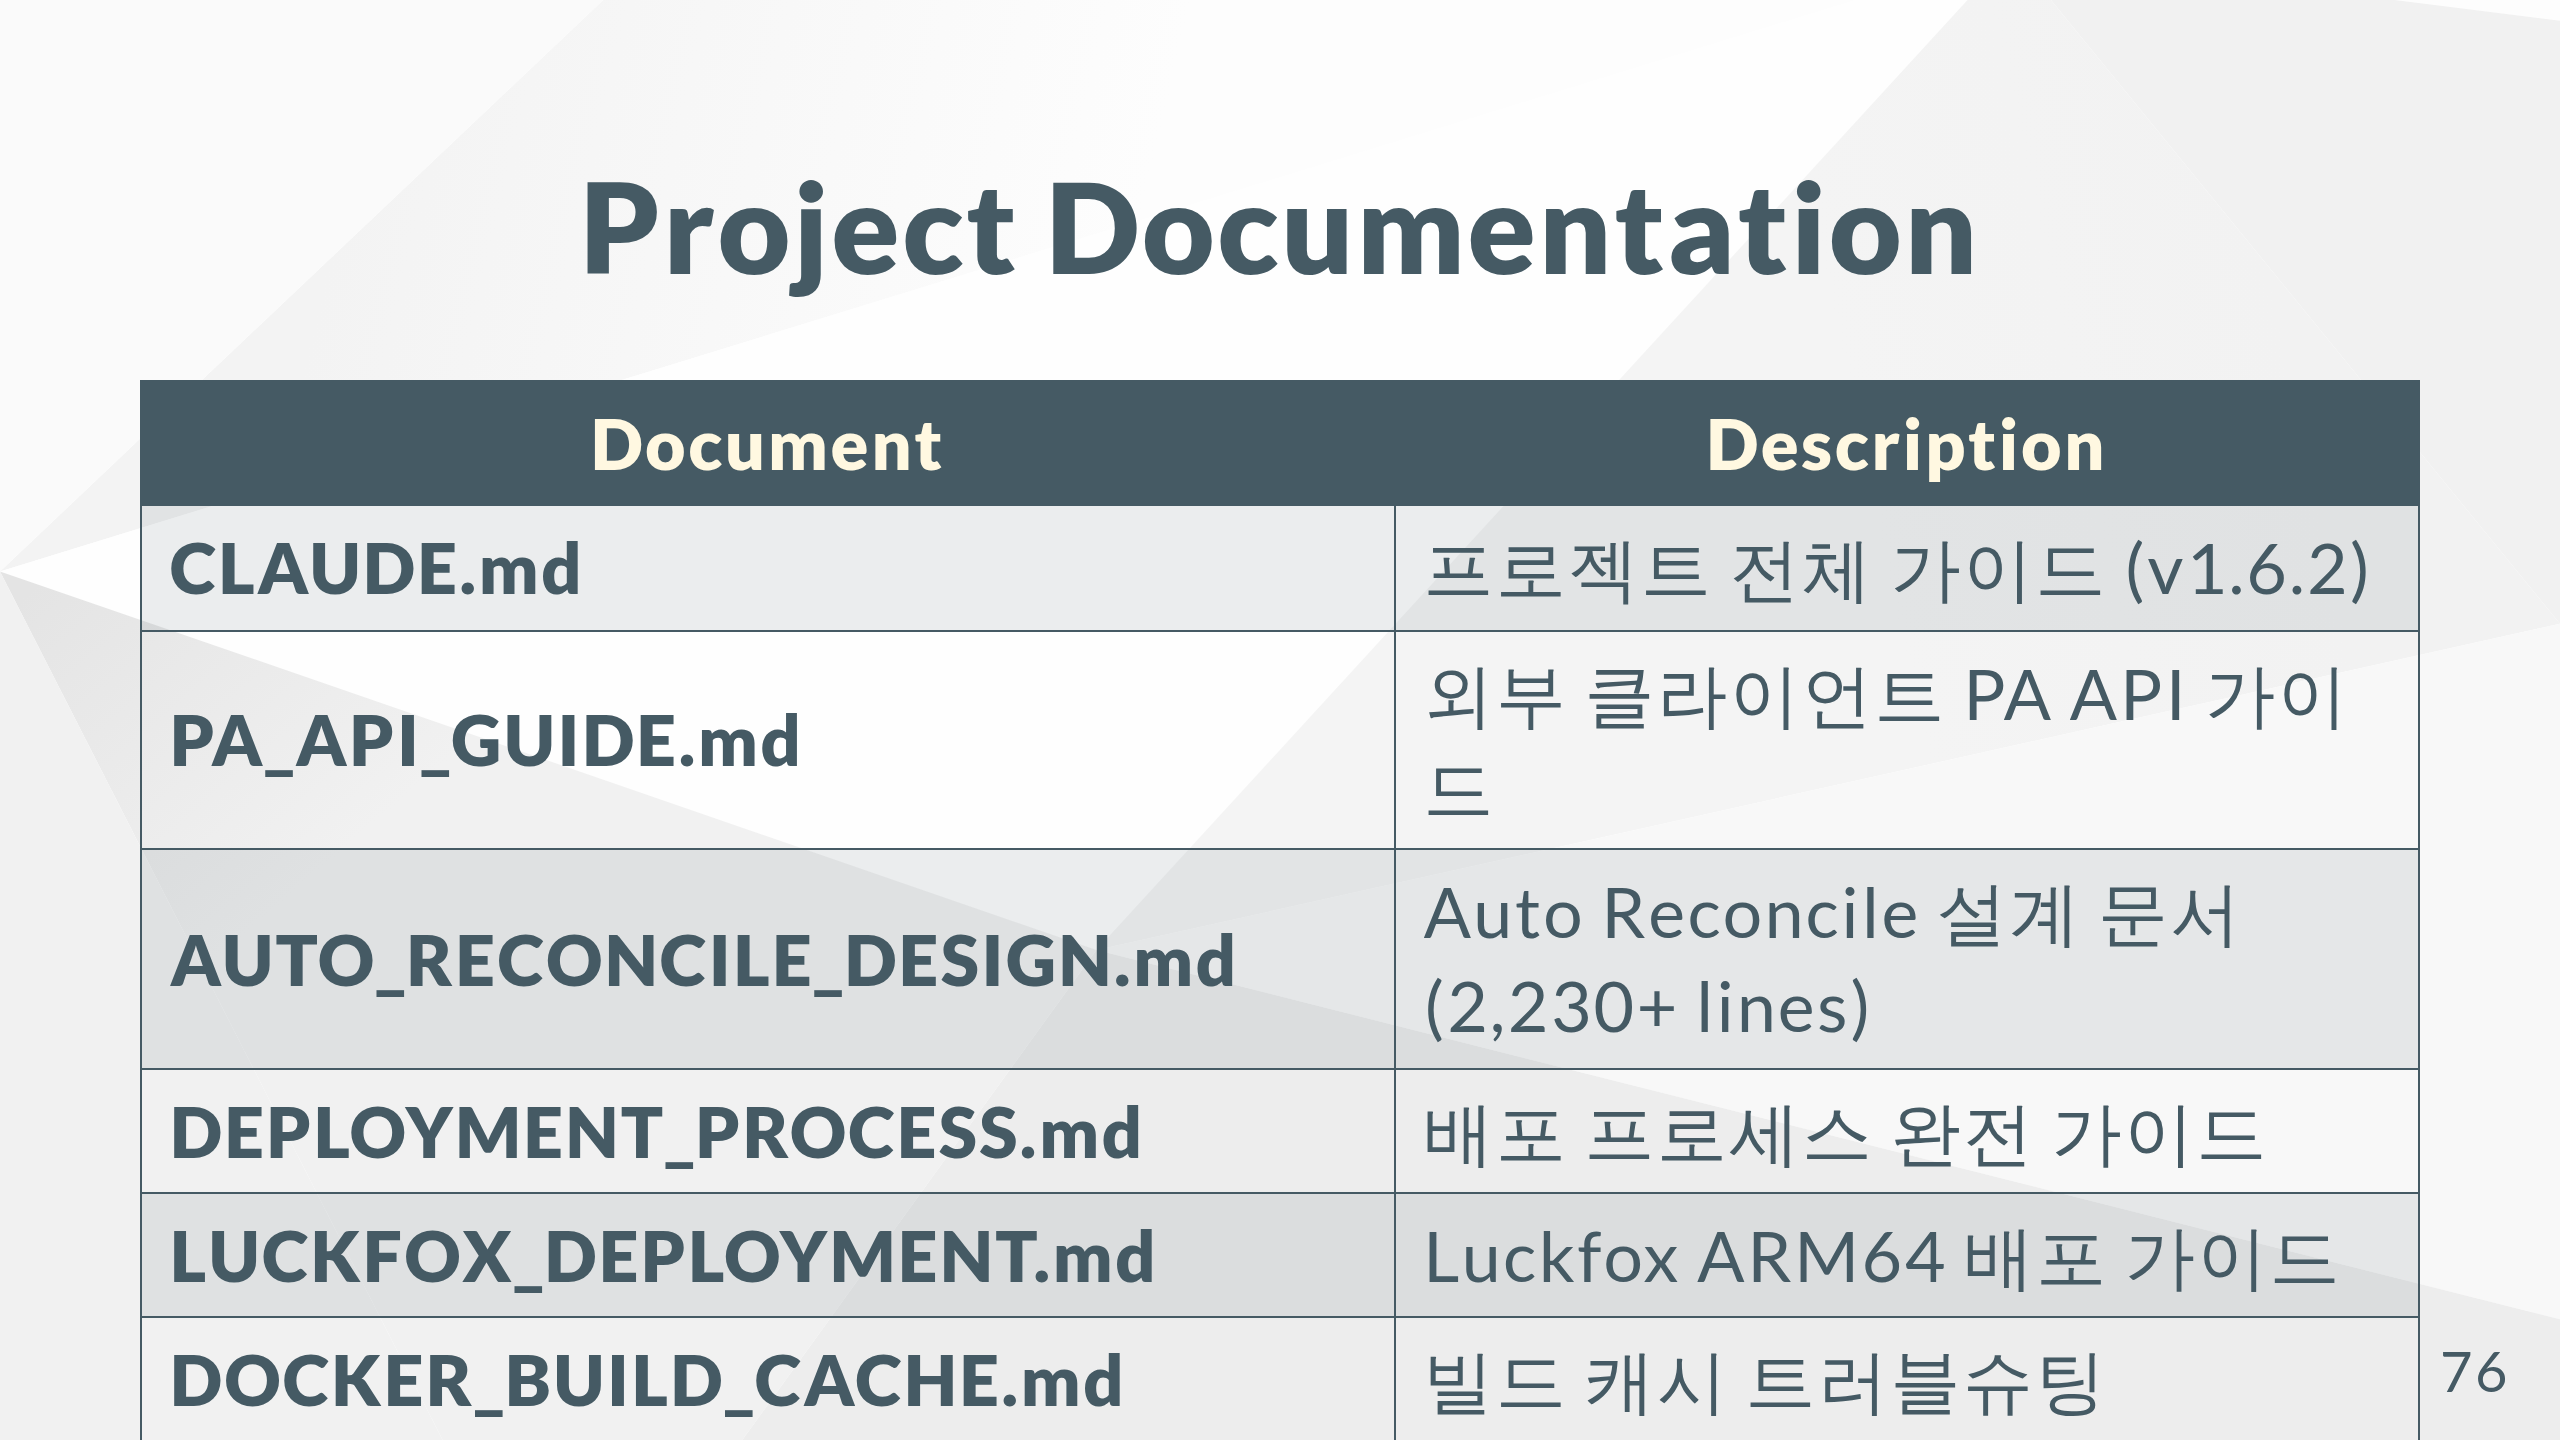 Project Documentation
Document Description
CLAUDE.md 프로젝트 전체 가이드 (v1.6.2)
PA_API_GUIDE.md 외부 클라이언트 PA API 가이
드
AUTO_RECONCILE_DESIGN.md Auto Reconcile 설계 문서
(2,230+ lines)
DEPLOYMENT_PROCESS.md 배포 프로세스 완전 가이드
LUCKFOX_DEPLOYMENT.md Luckfox ARM64 배포 가이드
DOCKER_BUILD_CACHE.md 빌드 캐시 트러블슈팅
76